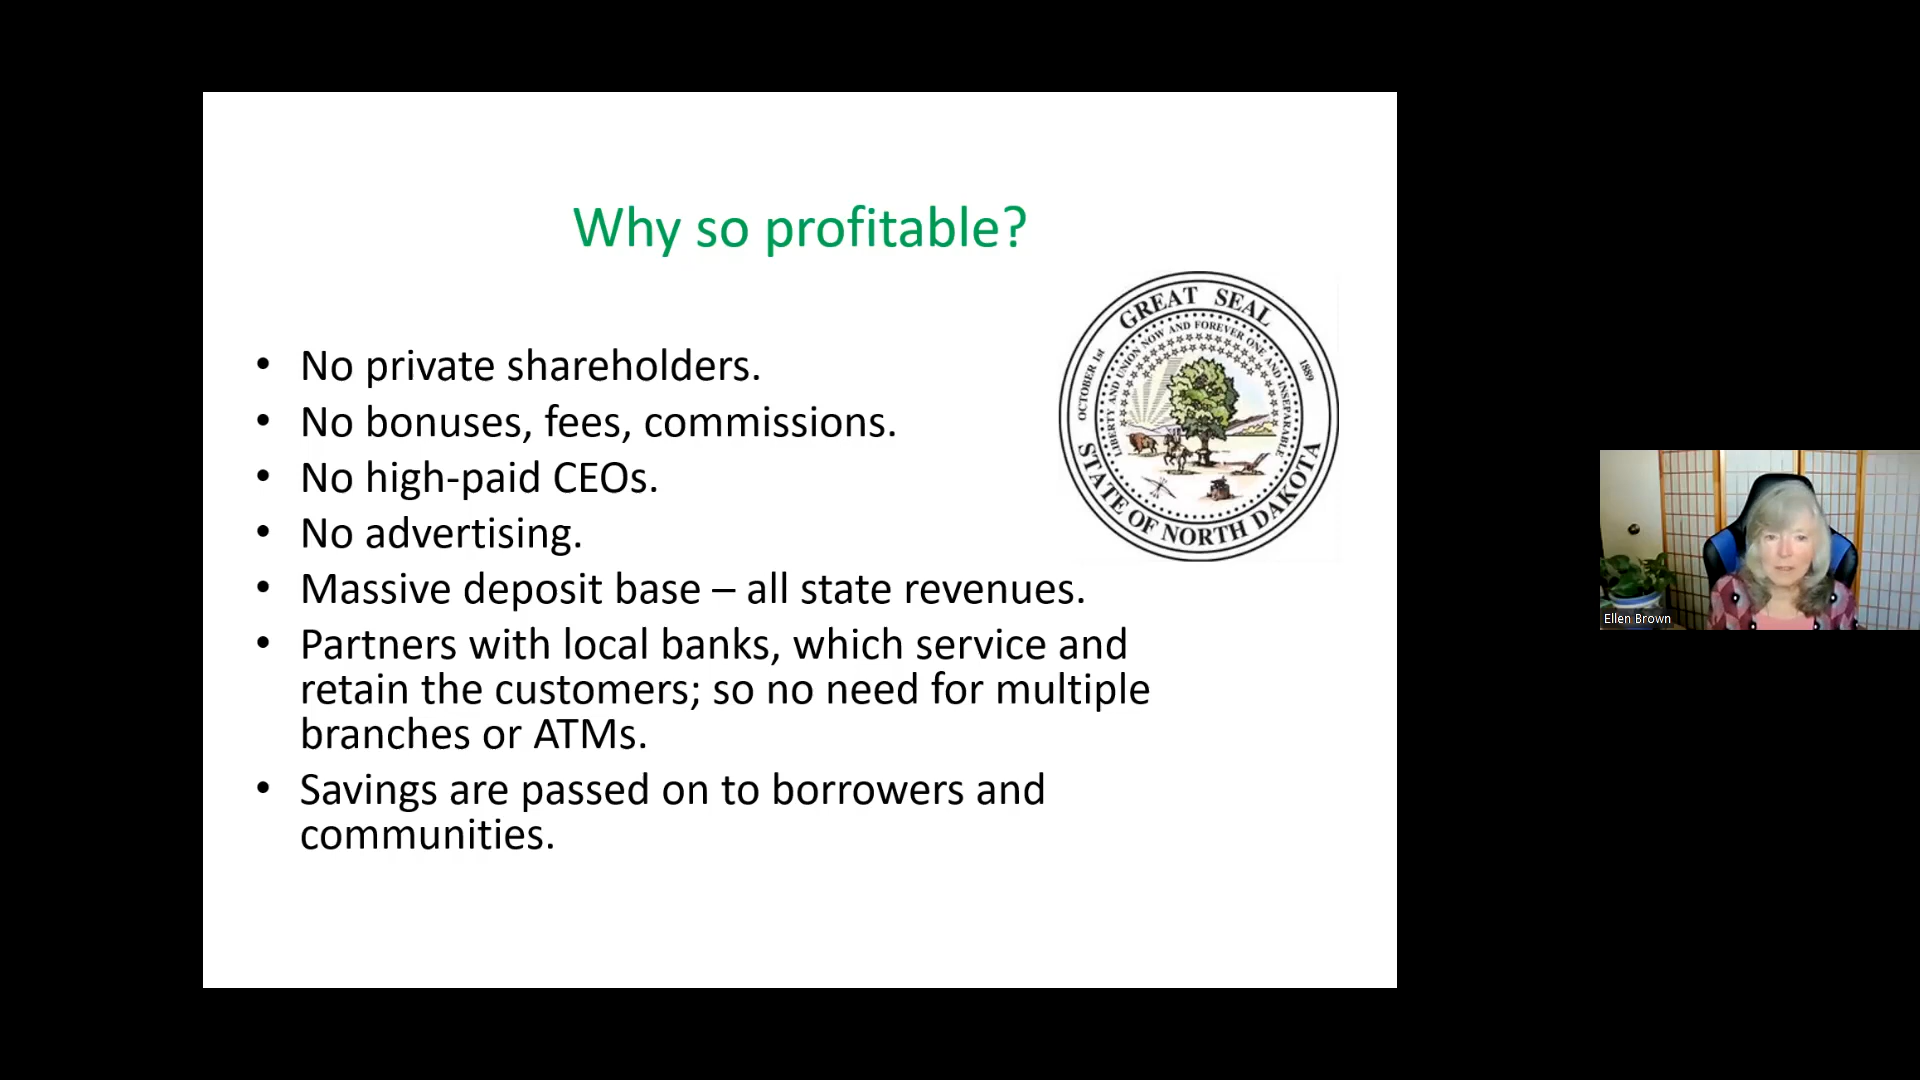 Why so profitable?
• No private shareholders.
• No bonuses, fees, commissions.
• No high-paid CEOs.
• No advertising.
• Massive deposit base – all state revenues.
• Partners with local banks, which service and
retain the customers; so no need for multiple
branches or ATMs.
• Savings are passed on to borrowers and
communities.
GREAT SEAL
OCTOBER 1st
1889
STATE OF NORTH DAKOTA
LIBERTY AND UNION NOW AND FOREVER ONE AND INSEPARABLE
Ellen Brown